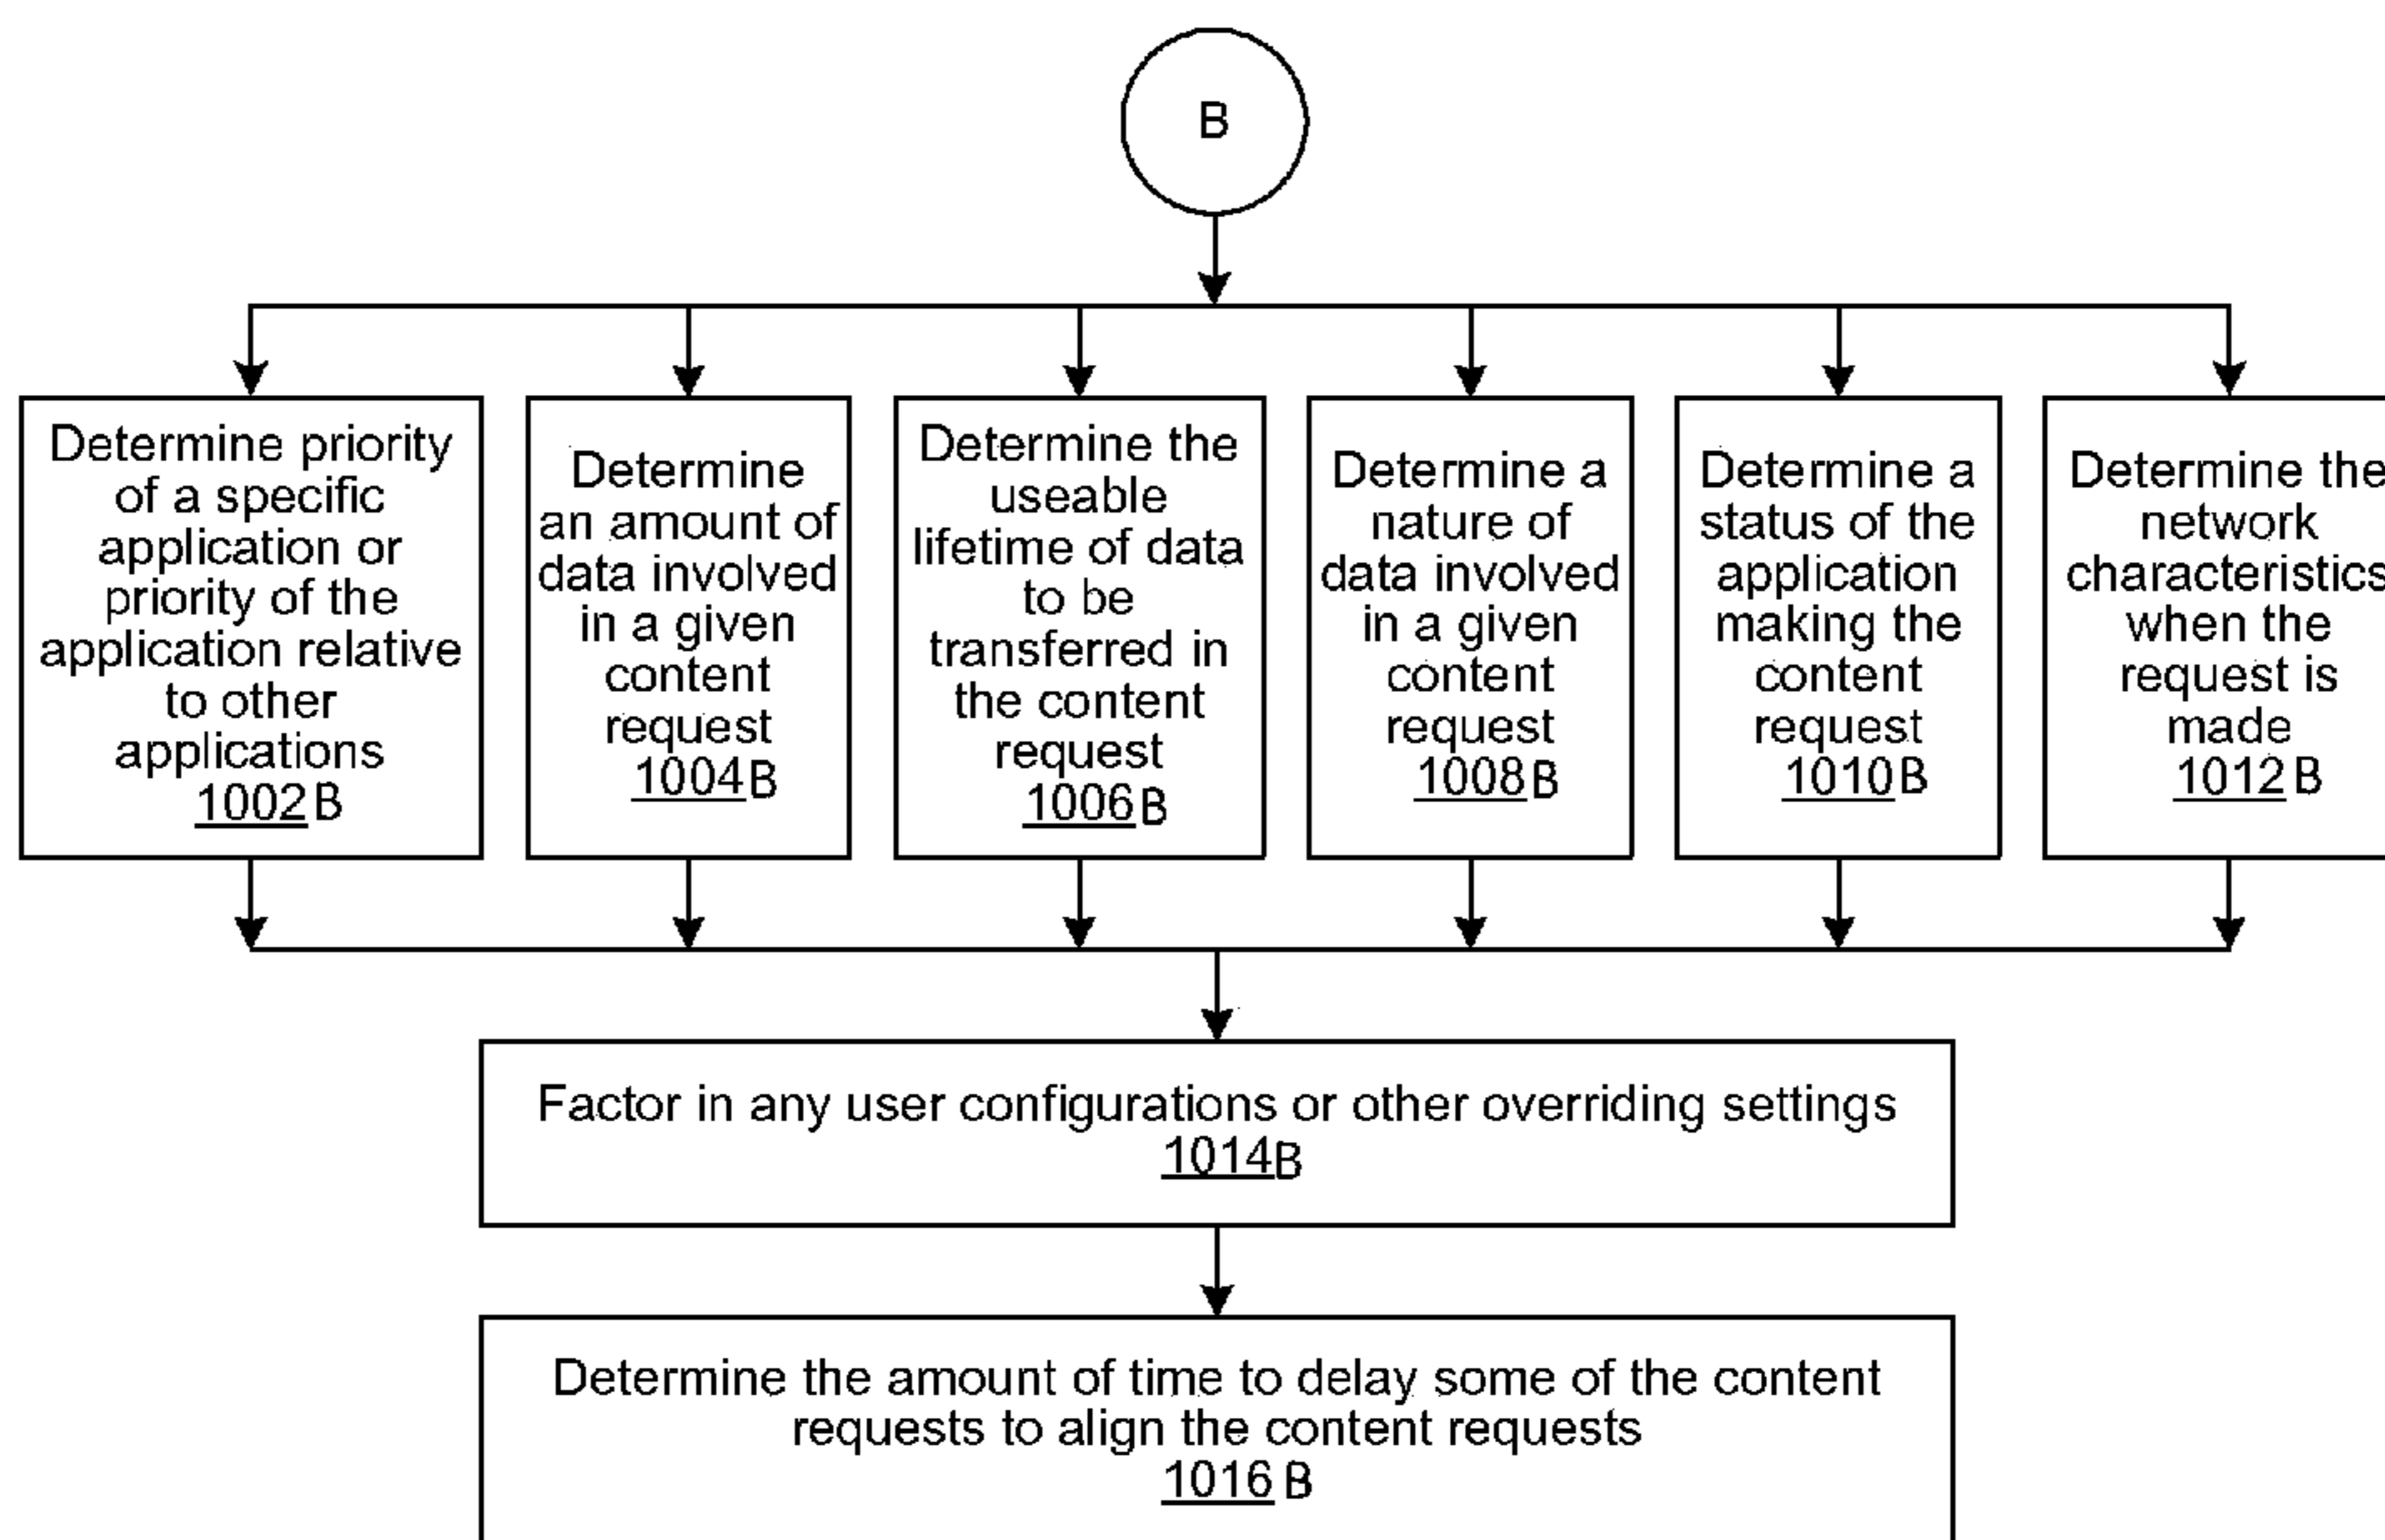 B
Determine priority
of a specific
application or
priority of the
application relative
to other
applications
1002B
Determine
an amount of
data involved
in a given
content
request
1004B
Determine the
useable
lifetime of data
to be
transferred in
the content
request
1006B
Determine a
nature of
data involved
in a given
content
request
1008B
Determine a
status of the
application
making the
content
request
1010B
Determine the
network
characteristics
when the
request is
made
1012B
Factor in any user configurations or other overriding settings
1014B
Determine the amount of time to delay some of the content
requests to align the content requests
1016B